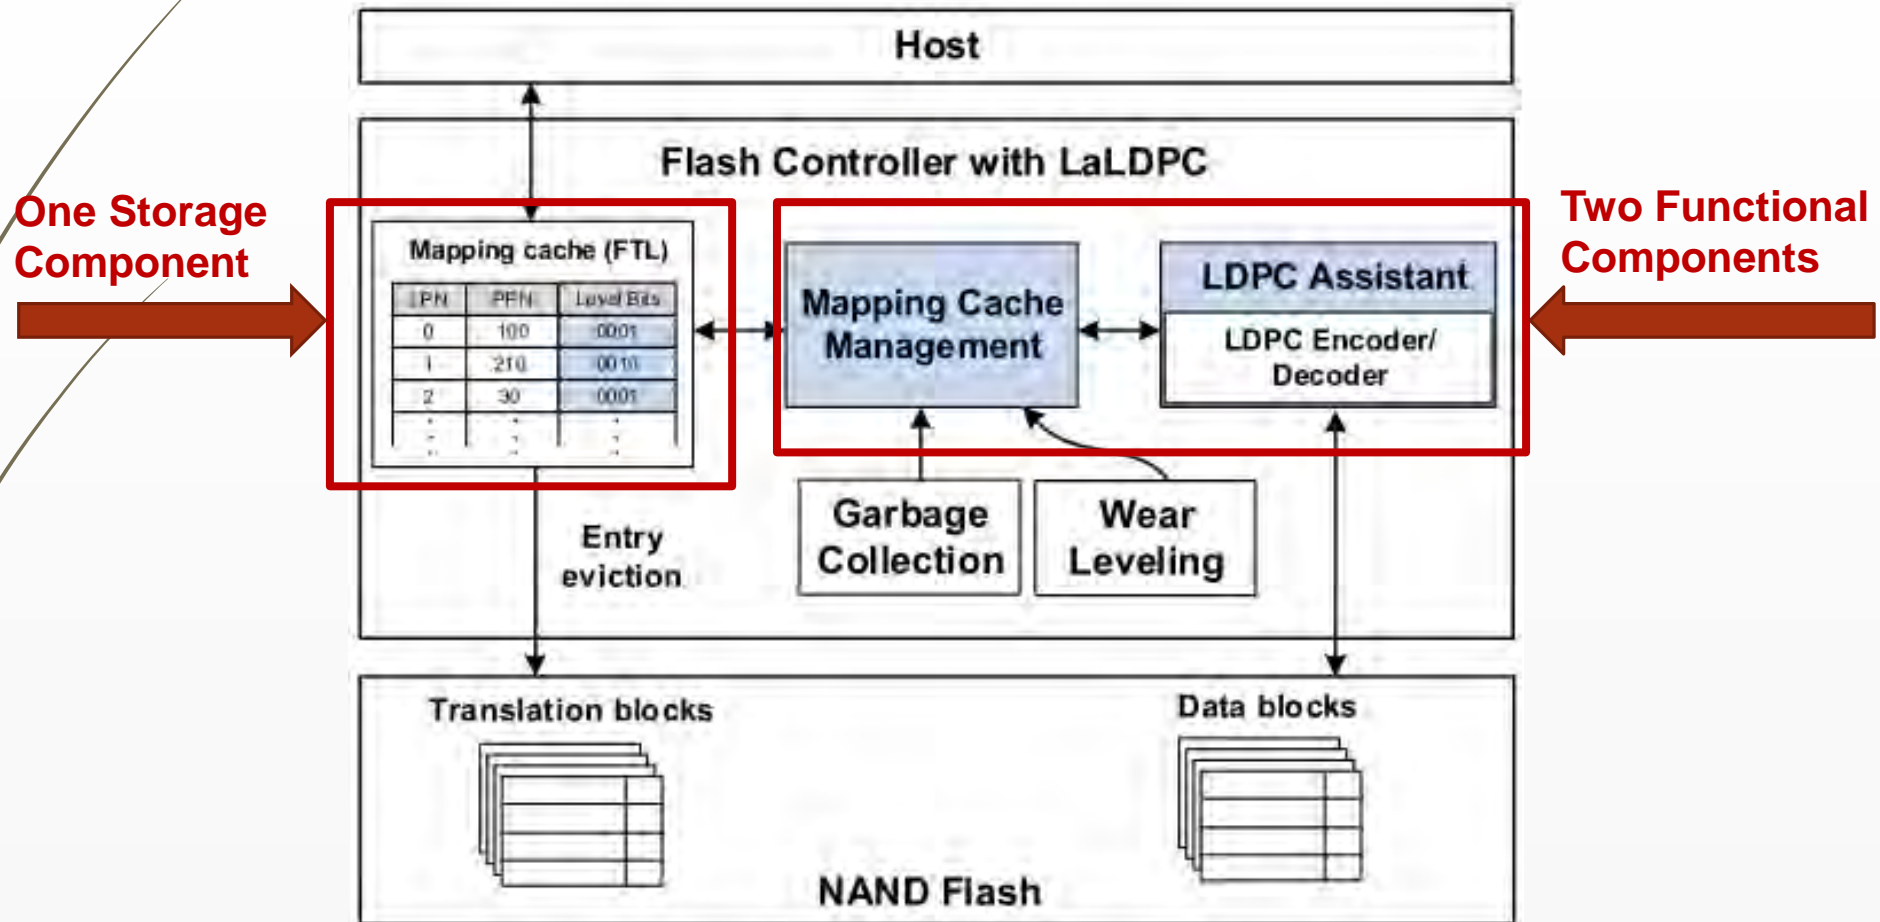 Host
Flash Controller with LaLDPC
One Storage
Component
Two Functional
Components
Mapping cache (FTL)
LPN PPN Level Bits
0 100 0001
1 210 0010
2 30 0001
Mapping Cache
Management
LDPC Assistant
LDPC Encoder/
Decoder
Garbage
Collection
Wear
Leveling
Entry
eviction
Translation blocks
Data blocks
NAND Flash